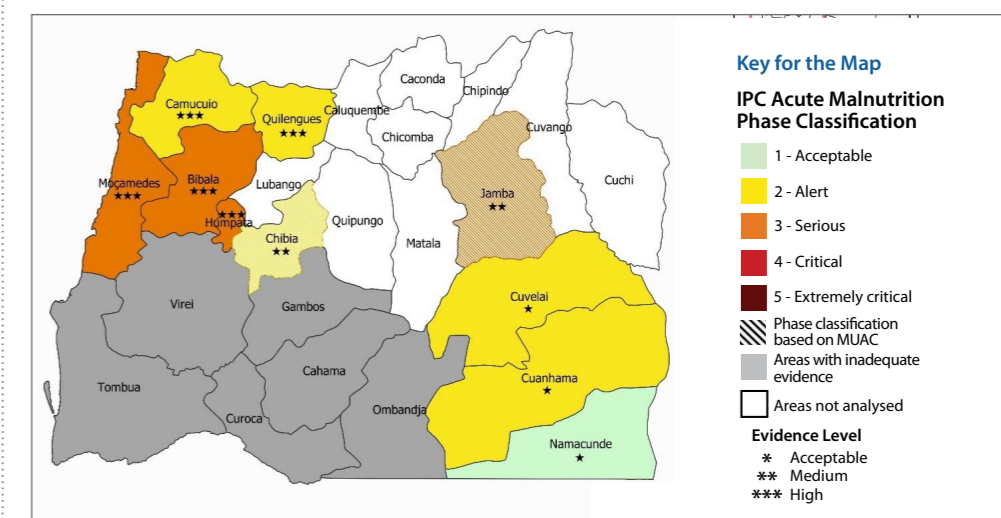 Caconda
Chipindo
Camucuio
***
Quilengues
***
Caluquembe
Chicomba
Cuvango
Cuchi
Moçamedes
***
Bibala
***
Lubango
***
Humpata
Jamba
**
Quipungo
Chibia
**
Matala
Virei
Gambos
Cuvelai
*
Cahama
Tombua
Cuanhama
*
Ombandja
Curoca
Namacunde
*
Key for the Map
IPC Acute Malnutrition
Phase Classification
1 - Acceptable
2 - Alert
3 - Serious
4 - Critical
5 - Extremely critical
Phase classification
based on MUAC
Areas with inadequate
evidence
Areas not analysed
Evidence Level
* Acceptable
** Medium
*** High